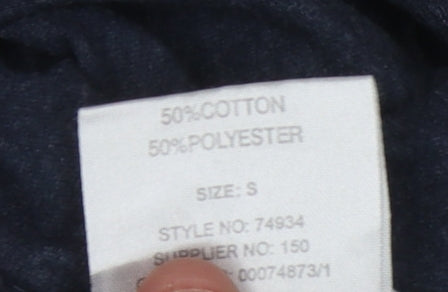 50%COTTON
50%POLYESTER
SIZE: S
STYLE NO: 74934
SUPPLIER NO: 150
00074873/1